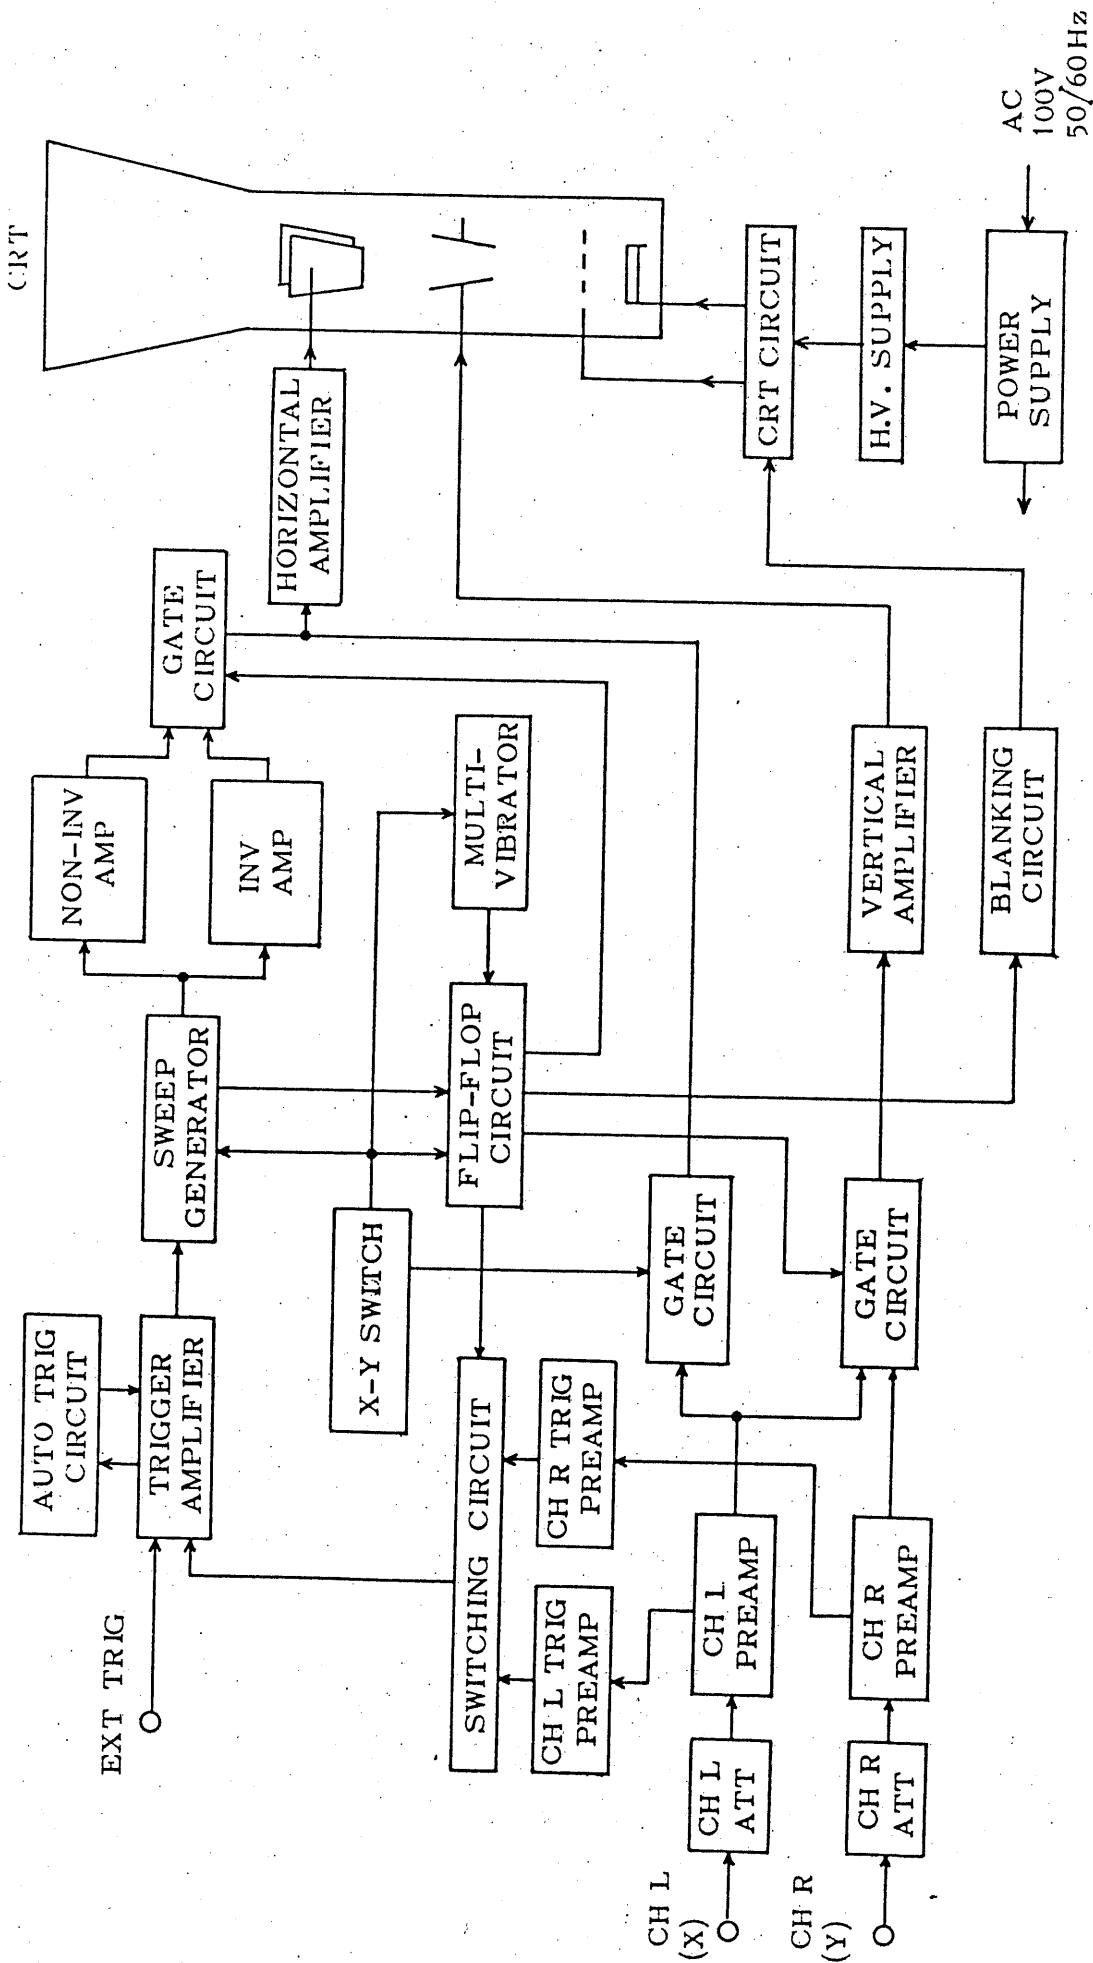 EXT TRIG
AUTO TRIG
CIRCUIT
TRIGGER
AMPLIFIER
SWEEP
GENERATOR
NON-INV
AMP
INV
AMP
GATE
CIRCUIT
HORIZONTAL
AMPLIFIER
CRT
X-Y SWITCH
MULTI-
VIBRATOR
FLIP-FLOP
CIRCUIT
SWITCHING CIRCUIT
CH L TRIG
PREAMP
CH R TRIG
PREAMP
CH L
(X)
CH L
ATT
CH L
PREAMP
GATE
CIRCUIT
CH R
(Y)
CH R
ATT
CH R
PREAMP
GATE
CIRCUIT
VERTICAL
AMPLIFIER
BLANKING
CIRCUIT
CRT CIRCUIT
H.V. SUPPLY
POWER
SUPPLY
AC
100V
50/60Hz